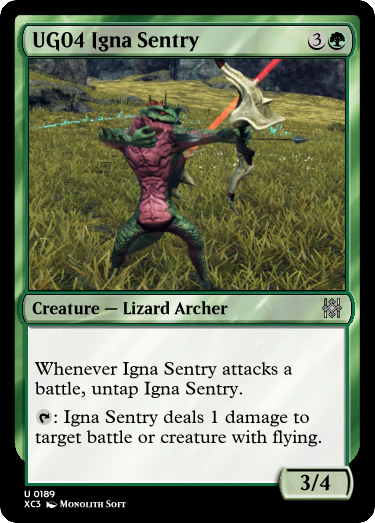 UG04 Igna Sentry 3
Creature — Lizard Archer
Whenever Igna Sentry attacks a
battle, untap Igna Sentry.
: Igna Sentry deals 1 damage to
target battle or creature with flying.
3/4
U 0189
XC3 Monolith Soft